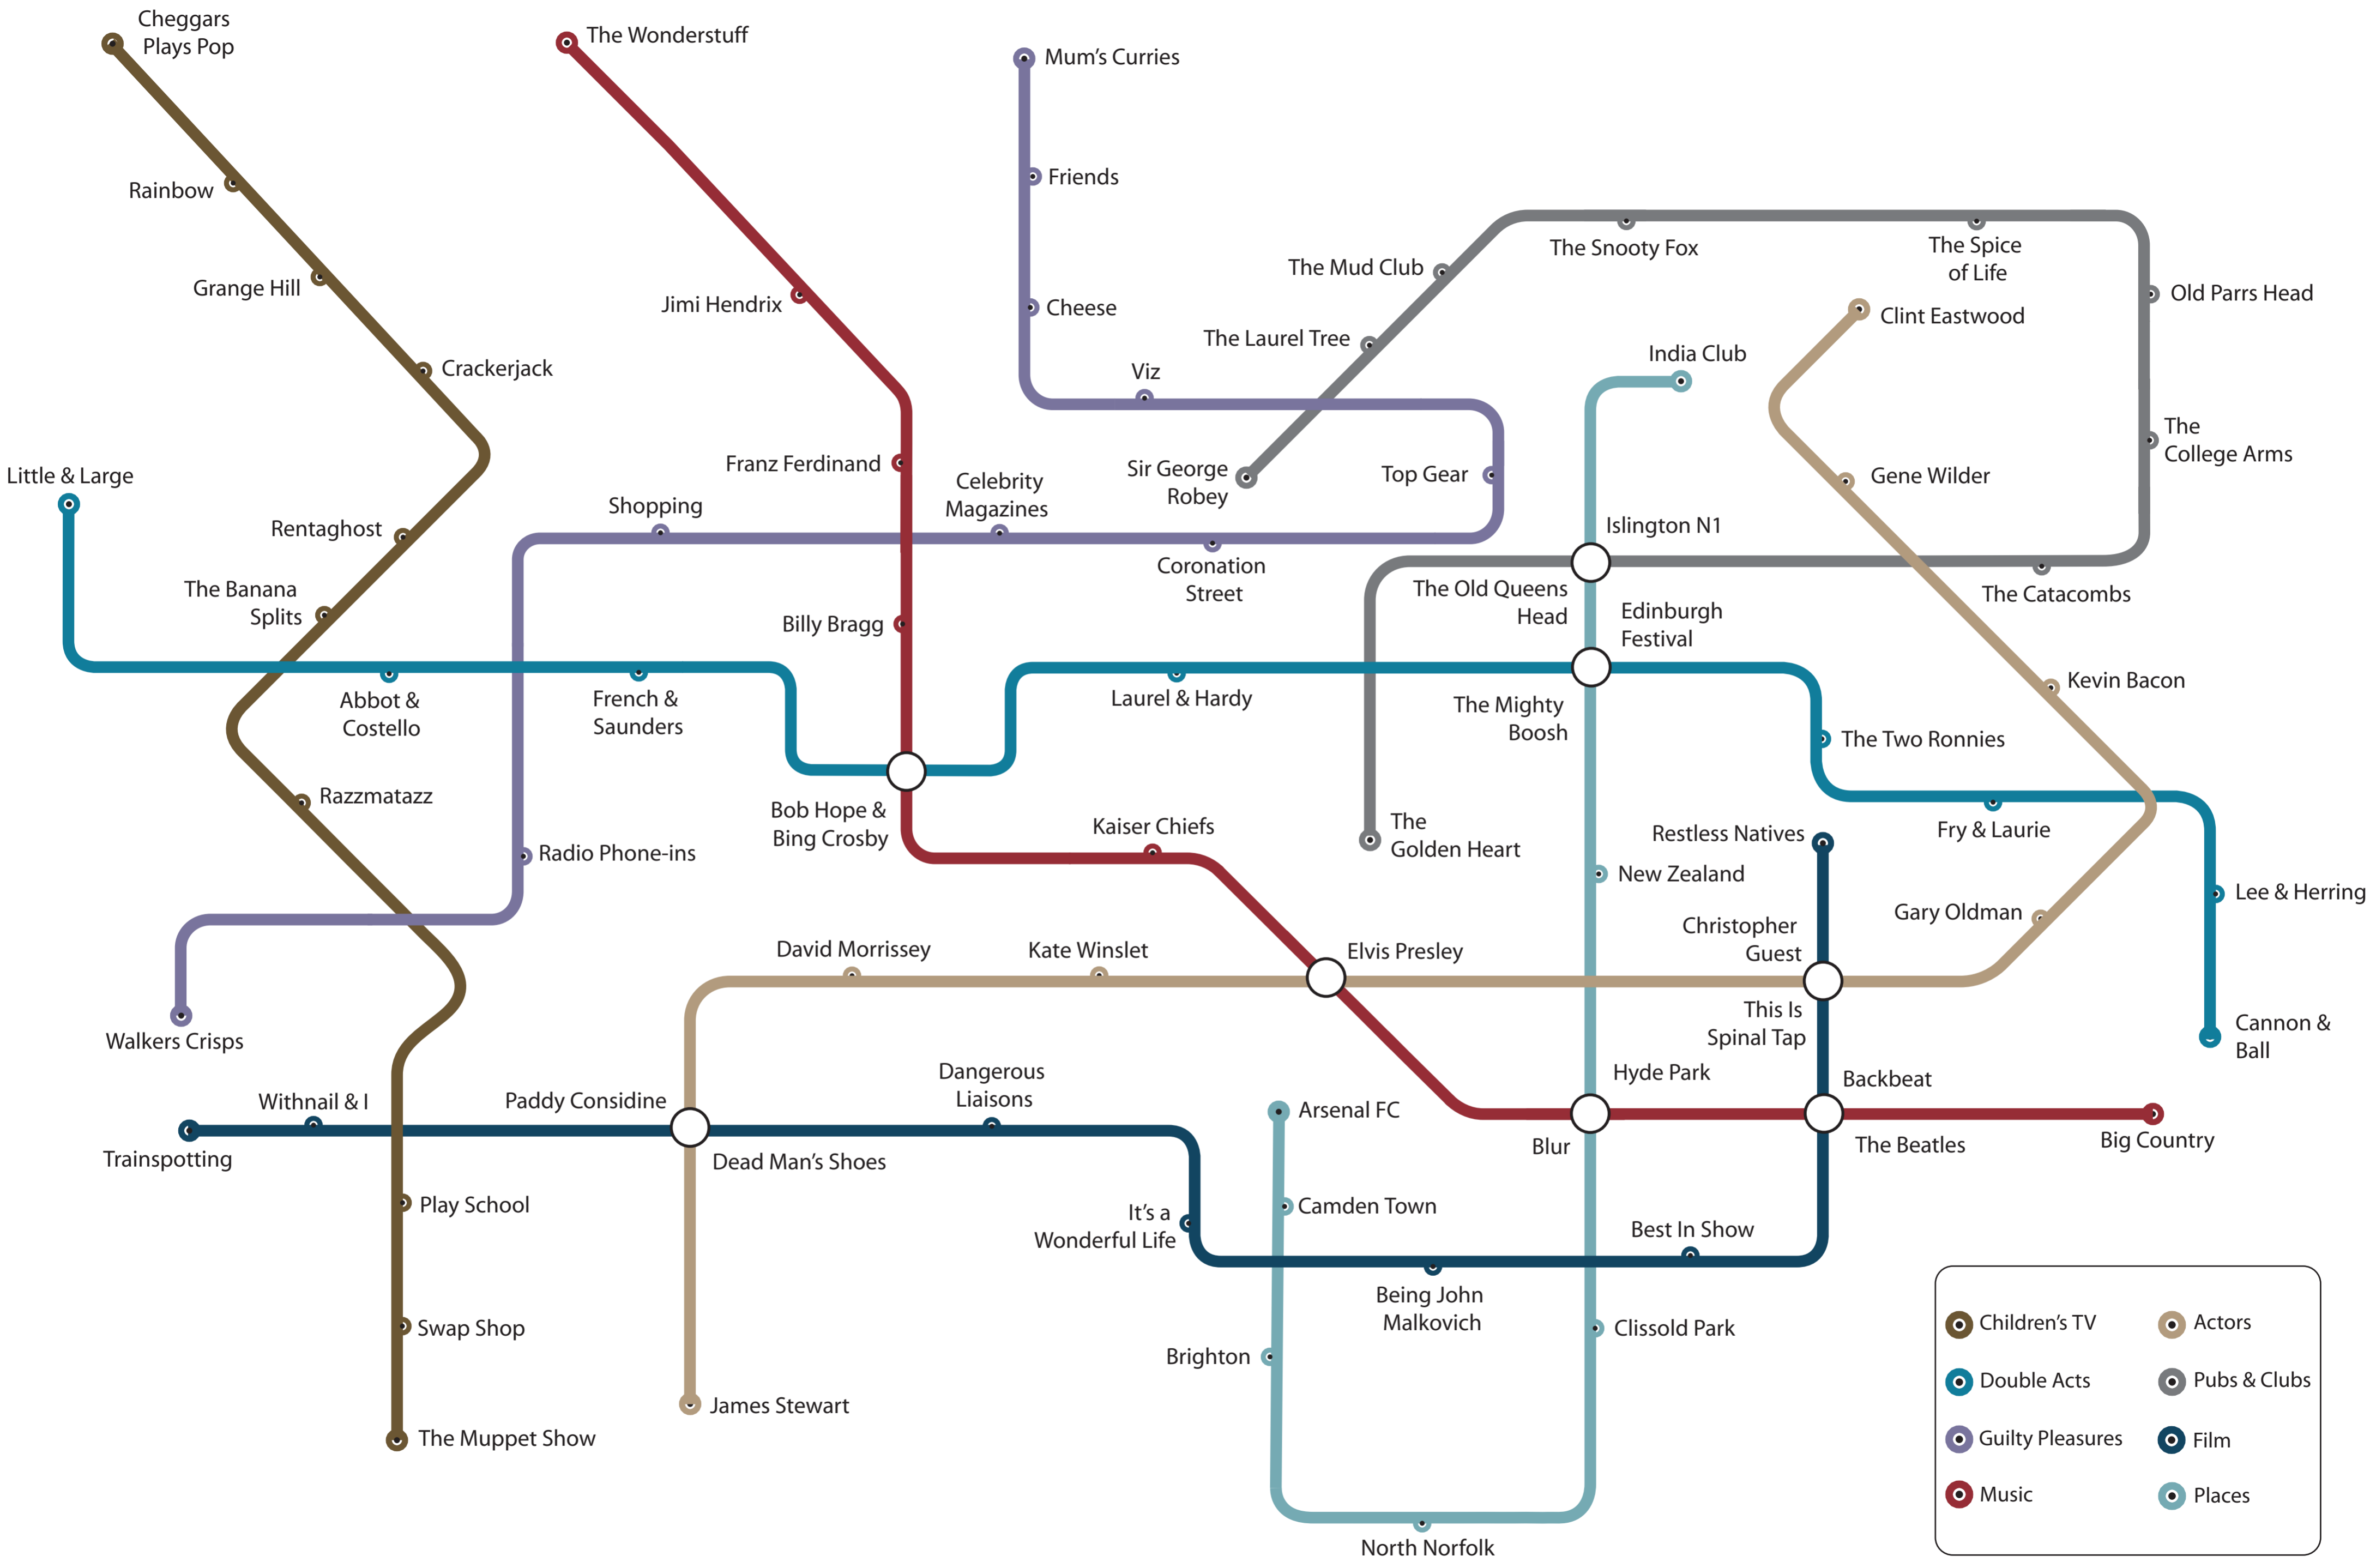 Cheggars
Plays Pop
The Wonderstuff
Mum's Curries
Rainbow
Friends
Grange Hill
Jimi Hendrix
Cheese
The Mud Club
The Snooty Fox
The Spice
of Life
Old Parrs Head
Crackerjack
Viz
The Laurel Tree
India Club
Clint Eastwood
Little & Large
Franz Ferdinand
Sir George
Robey
Top Gear
Gene Wilder
The
College Arms
Rentaghost
Shopping
Celebrity
Magazines
Coronation
Street
Islington N1
The Old Queens
Head
The Catacombs
The Banana
Splits
Billy Bragg
Edinburgh
Festival
Abbot &
Costello
French &
Saunders
Laurel & Hardy
The Mighty
Boosh
Kevin Bacon
The Two Ronnies
Razzmatazz
Radio Phone-ins
Bob Hope &
Bing Crosby
Kaiser Chiefs
The
Golden Heart
New Zealand
Restless Natives
Fry & Laurie
Lee & Herring
Walkers Crisps
David Morrissey
Kate Winslet
Elvis Presley
Christopher
Guest
Gary Oldman
This Is
Spinal Tap
Cannon &
Ball
Trainspotting
Withnail & I
Paddy Considine
Dead Man's Shoes
Dangerous
Liaisons
Arsenal FC
Hyde Park
Blur
Backbeat
The Beatles
Big Country
Play School
It's a
Wonderful Life
Camden Town
Best In Show
Being John
Malkovich
Swap Shop
Brighton
Clissold Park
James Stewart
The Muppet Show
North Norfolk
Children's TV
Actors
Double Acts
Pubs & Clubs
Guilty Pleasures
Film
Music
Places